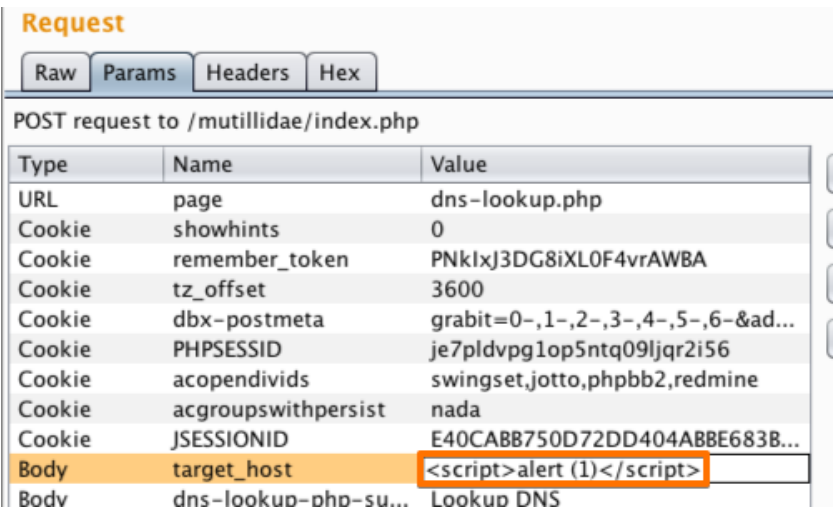 Request
Raw Params Headers Hex
POST request to /mutillidae/index.php
Type Name Value
URL page dns-lookup.php
Cookie showhints 0
Cookie remember_token PNkIxJ3DG8iXL0F4vrAWBA
Cookie tz_offset 3600
Cookie dbx-postmeta grabit=0-,1-,2-,3-,4-,5-,6-&ad...
Cookie PHPSESSID je7pldvpg1op5ntq09ljqr2i56
Cookie acopendivids swingset,jotto,phpbb2,redmine
Cookie acgroupswithpersist nada
Cookie JSESSIONID E40CABB750D72DD404ABBE683B...
Body target_host <script>alert (1)</script>
Body dns-lookup-php-su... Lookup DNS